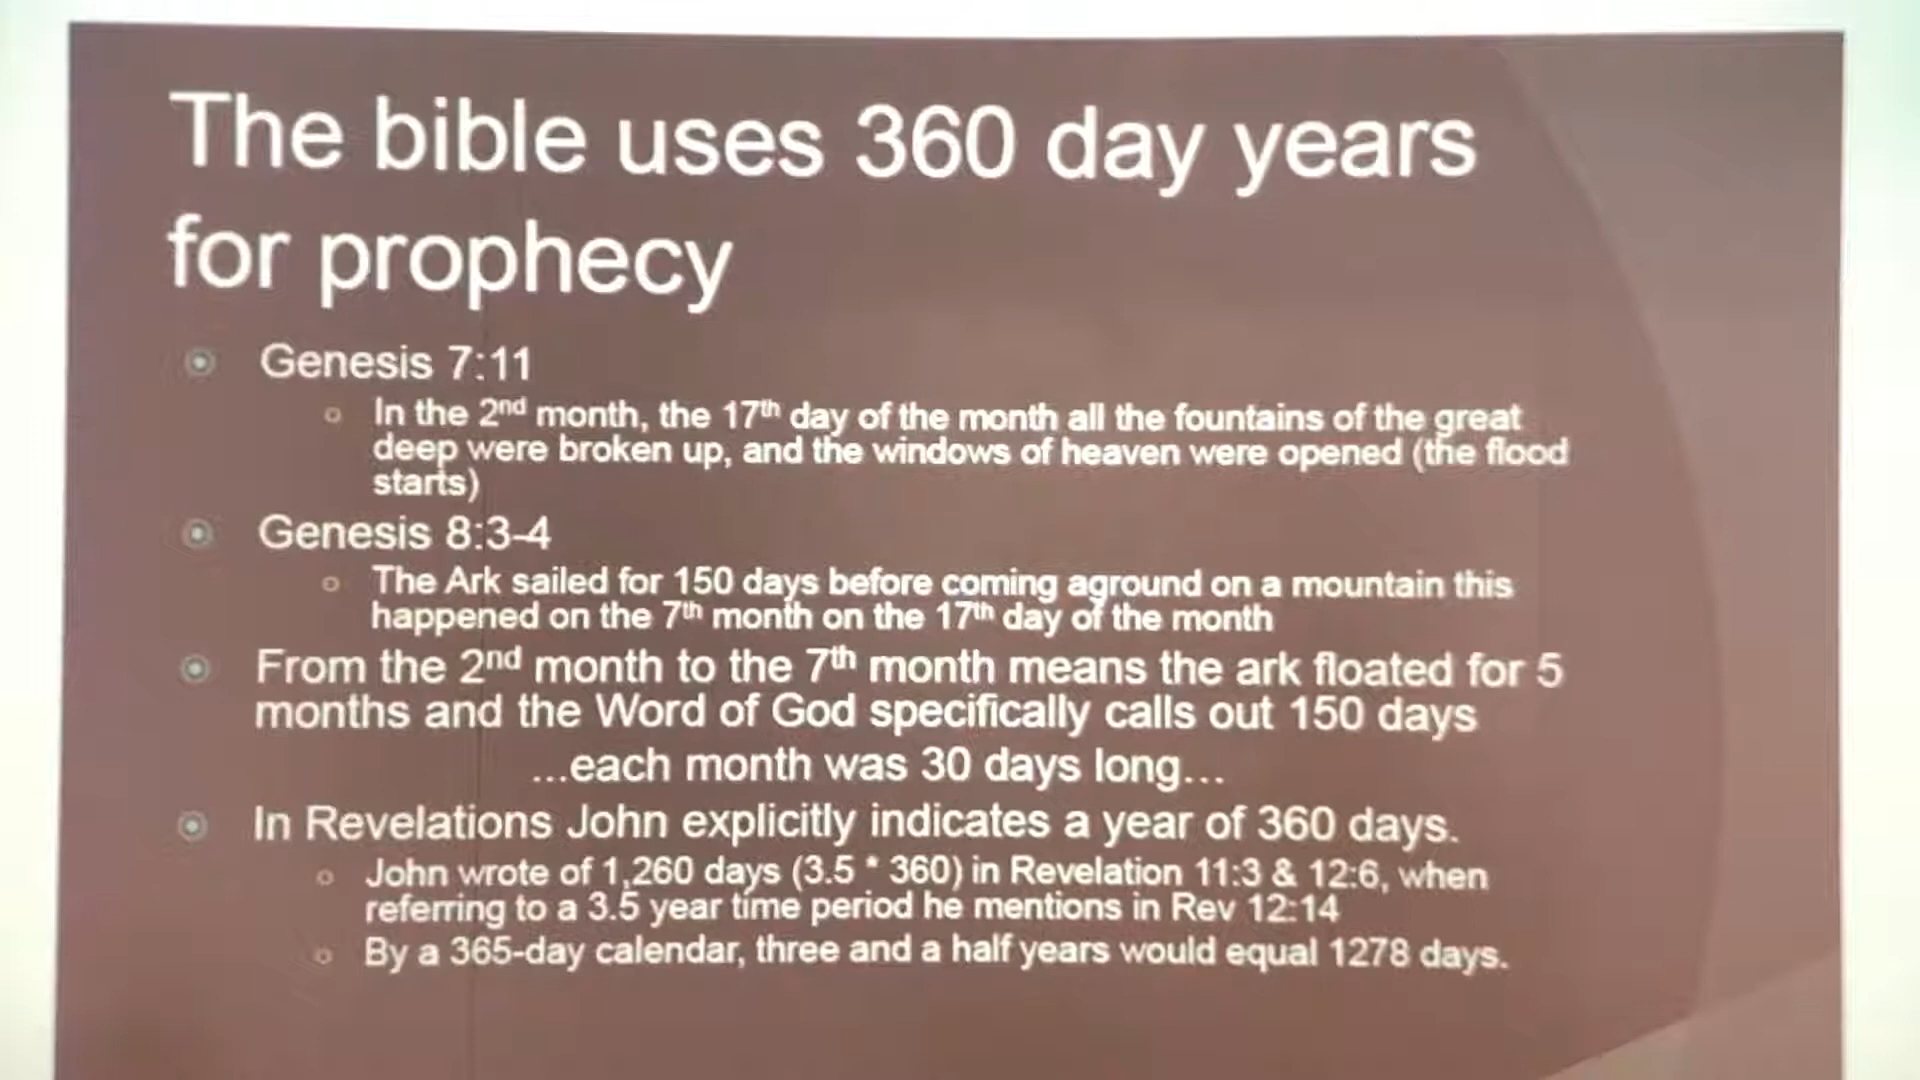 The bible uses 360 day years
for prophecy
Genesis 7:11
In the 2nd month, the 17th day of the month all the fountains of the great
deep were broken up, and the windows of heaven were opened (the flood
starts)
Genesis 8:3-4
The Ark sailed for 150 days before coming aground on a mountain this
happened on the 7th month on the 17th day of the month
From the 2nd month to the 7th month means the ark floated for 5
months and the Word of God specifically calls out 150 days
...each month was 30 days long...
In Revelations John explicitly indicates a year of 360 days.
John wrote of 1,260 days (3.5 * 360) in Revelation 11:3 & 12:6, when
referring to a 3.5 year time period he mentions in Rev 12:14
By a 365-day calendar, three and a half years would equal 1278 days.